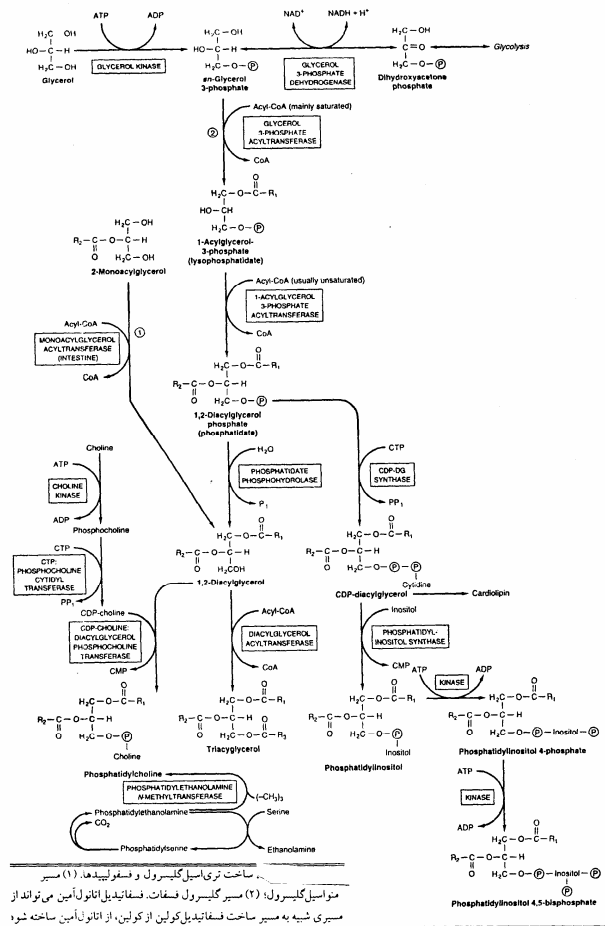 ATP ADP NAD⁺ NADH + H⁺
H₂C – OH
HO – C – H
H₂C – OH
Glycerol
GLYCEROL KINASE
H₂C – OH
HO – C – H
H₂C – O – P
sn-Glycerol
3-phosphate
GLYCEROL
3-PHOSPHATE
DEHYDROGENASE
H₂C – OH
C = O
H₂C – O – P
Dihydroxyacetone
phosphate
Glycolysis
Acyl-CoA (mainly saturated)
2
GLYCEROL
3-PHOSPHATE
ACYLTRANSFERASE
CoA
O
H₂C – O – C – R₁
HO – CH
H₂C – O – P
1-Acylglycerol-
3-phosphate
(lysophosphatidate)
H₂C – OH
R₂ – C – O – C – H
O H₂C – OH
2-Monoacylglycerol
Acyl-CoA (usually unsaturated)
1-ACYLGLYCEROL
3-PHOSPHATE
ACYLTRANSFERASE
CoA
Acyl-CoA
1
MONOACYLGLYCEROL
ACYLTRANSFERASE
(INTESTINE)
CoA
O
H₂C – O – C – R₁
R₂ – C – O – C – H
O H₂C – O – P
1,2-Diacylglycerol
phosphate
(phosphatidate)
Choline
ATP
CHOLINE
KINASE
ADP
Phosphocholine
CTP
CTP:
PHOSPHOCHOLINE
CYTIDYL
TRANSFERASE
PP₁
CDP-choline
H₂O
PHOSPHATIDATE
PHOSPHOHYDROLASE
P₁
CTP
CDP-DG
SYNTHASE
PP₁
O
H₂C – O – C – R₁
R₂ – C – O – C – H
O H₂COH
1,2-Diacylglycerol
O
H₂C – O – C – R₁
R₂ – C – O – C – H
O H₂C – O – P – P
Cytidine
CDP-diacylglycerol
Cardiolipin
CDP-CHOLINE:
DIACYLGLYCEROL
PHOSPHOCHOLINE
TRANSFERASE
CMP
Acyl-CoA
DIACYLGLYCEROL
ACYLTRANSFERASE
CoA
Inositol
PHOSPHATIDYL-
INOSITOL SYNTHASE
CMP
ATP ADP
KINASE
O
H₂C – O – C – R₁
R₂ – C – O – C – H
O H₂C – O – P
Choline
Phosphatidylcholine
O
H₂C – O – C – R₁
R₂ – C – O – C – H O
O H₂C – O – C – R₃
Triacyglycerol
O
H₂C – O – C – R₁
R₂ – C – O – C – H
O H₂C – O – P
Inositol
Phosphatidylinositol
O
H₂C – O – C – R₁
R₂ – C – O – C – H
O H₂C – O – P – Inositol – P
Phosphatidylinositol 4-phosphate
PHOSPHATIDYLETHANOLAMINE
N-METHYLTRANSFERASE
(–CH₃)₃
Phosphatidylethanolamine
Serine
CO₂
Phosphatidylserine
Ethanolamine
ATP
KINASE
ADP
O
H₂C – O – C – R₁
R₂ – C – O – C – H
O H₂C – O – P – Inositol – P
P
Phosphatidylinositol 4,5-bisphosphate
ساخت تری‌اسیل‌گلیسرول و فسفولیپیدها. (۱) مسیر
منواسیل‌گلیسرول؛ (۲) مسیر گلیسرول فسفات. فسفاتیدیل‌اتانول‌آمین می‌تواند از
مسیری شبیه به مسیر ساخت فسفاتیدیل‌کولین از کولین، از اتانول‌آمین ساخته شود